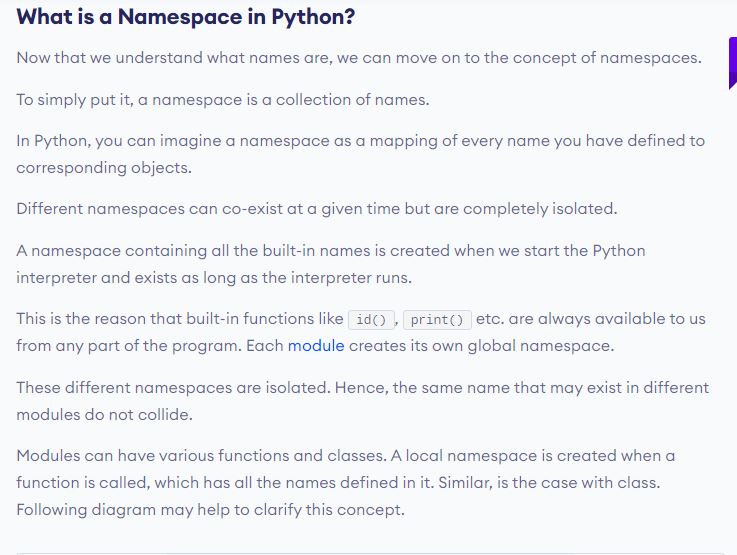 What is a Namespace in Python?
Now that we understand what names are, we can move on to the concept of namespaces.
To simply put it, a namespace is a collection of names.
In Python, you can imagine a namespace as a mapping of every name you have defined to
corresponding objects.
Different namespaces can co-exist at a given time but are completely isolated.
A namespace containing all the built-in names is created when we start the Python
interpreter and exists as long as the interpreter runs.
This is the reason that built-in functions like id(), print() etc. are always available to us
from any part of the program. Each module creates its own global namespace.
These different namespaces are isolated. Hence, the same name that may exist in different
modules do not collide.
Modules can have various functions and classes. A local namespace is created when a
function is called, which has all the names defined in it. Similar, is the case with class.
Following diagram may help to clarify this concept.